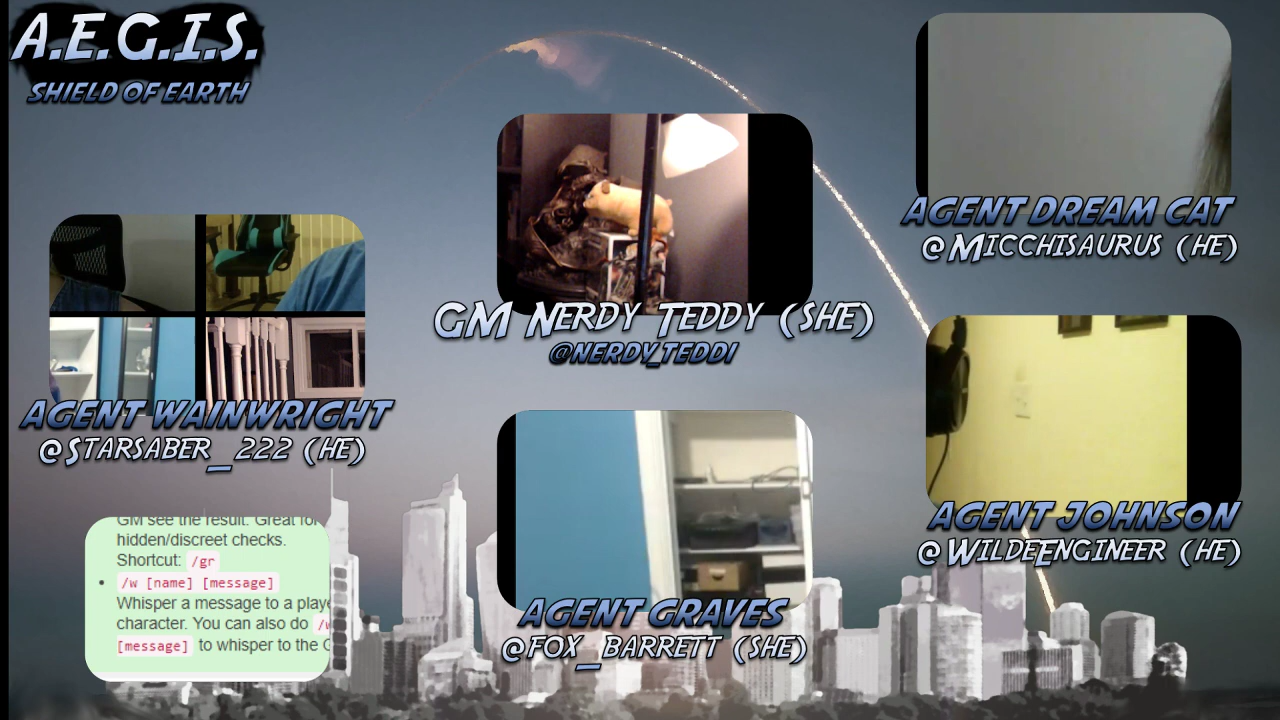 A.E.G.I.S.
SHIELD OF EARTH
AGENT DREAM CAT
@MICCHISAURUS (HE)
GM NERDY TEDDY (SHE)
@NERDY_TEDDI
AGENT WAINWRIGHT
@STARSABER_222 (HE)
AGENT JOHNSON
@WILDEENGINEER (HE)
AGENT GRAVES
@FOX_BARRETT (SHE)
GM see the result. Great for
hidden/discreet checks.
Shortcut: /gr
• /w [name] [message]
Whisper a message to a playe
character. You can also do /w
[message] to whisper to the G